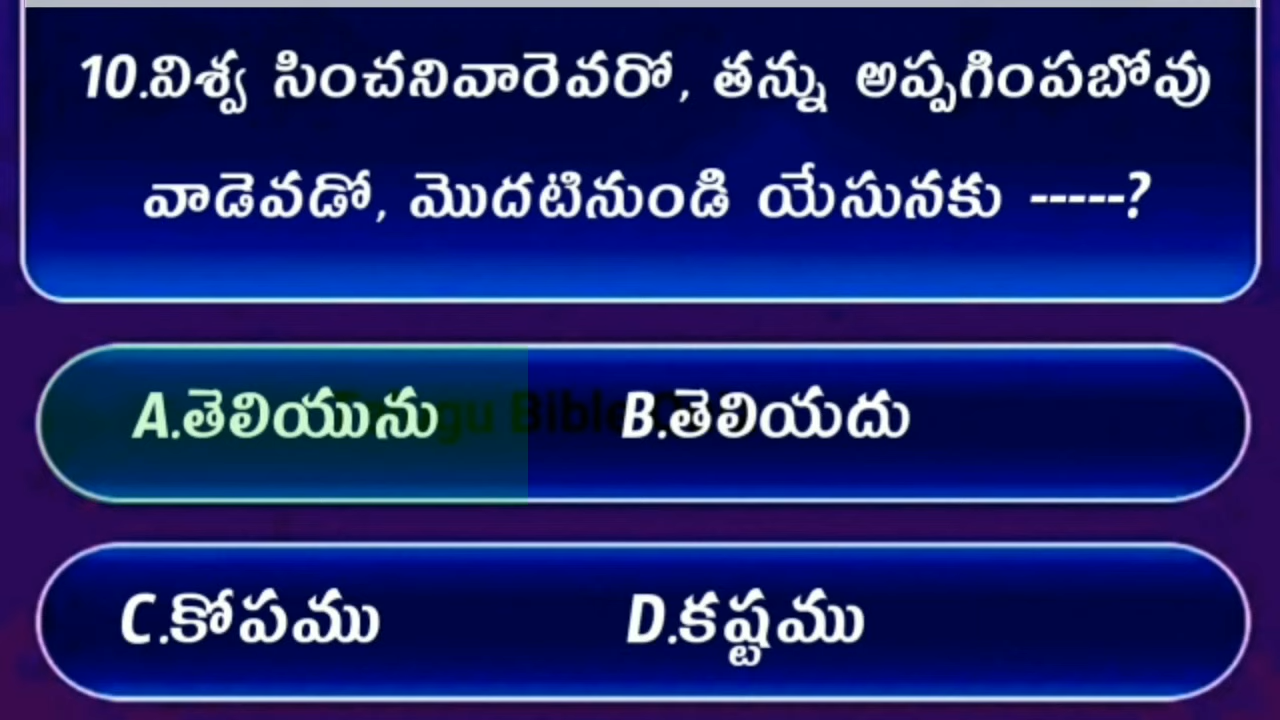 10.విశ్వ సించనివారెవరో, తన్ను అప్పగింపబోవు
వాడెవడో, మొదటినుండి యేసునకు -----?
A.తెలియును B.తెలియదు
C.కోపము D.కష్టము